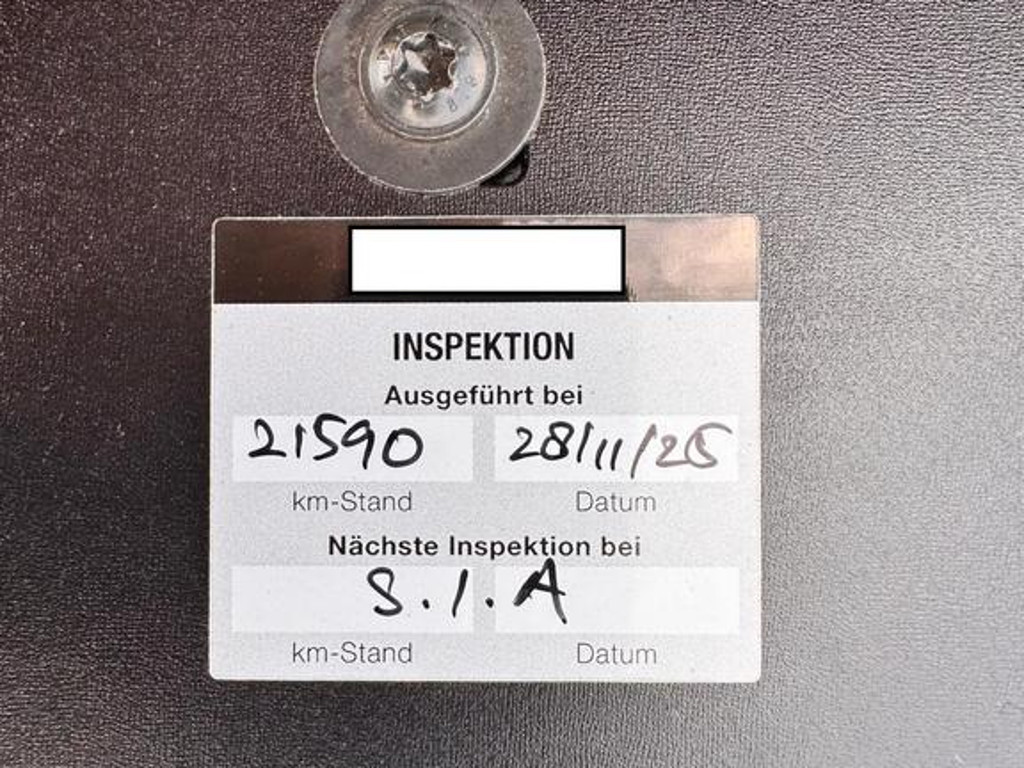 INSPEKTION
Ausgeführt bei
21590 28/11/25
km-Stand Datum
Nächste Inspektion bei
S.I.A
km-Stand Datum